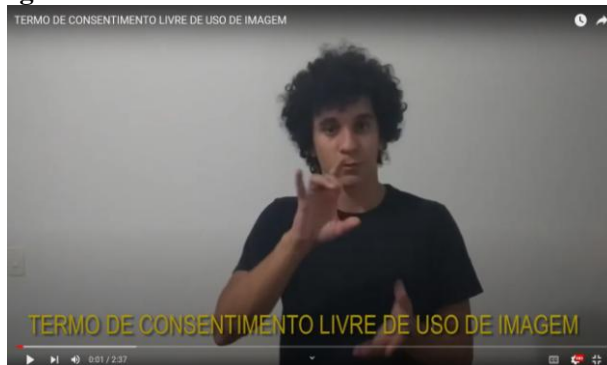 TERMO DE CONSENTIMENTO LIVRE DE USO DE IMAGEM
TERMO DE CONSENTIMENTO LIVRE DE USO DE IMAGEM
0:01 / 2:37